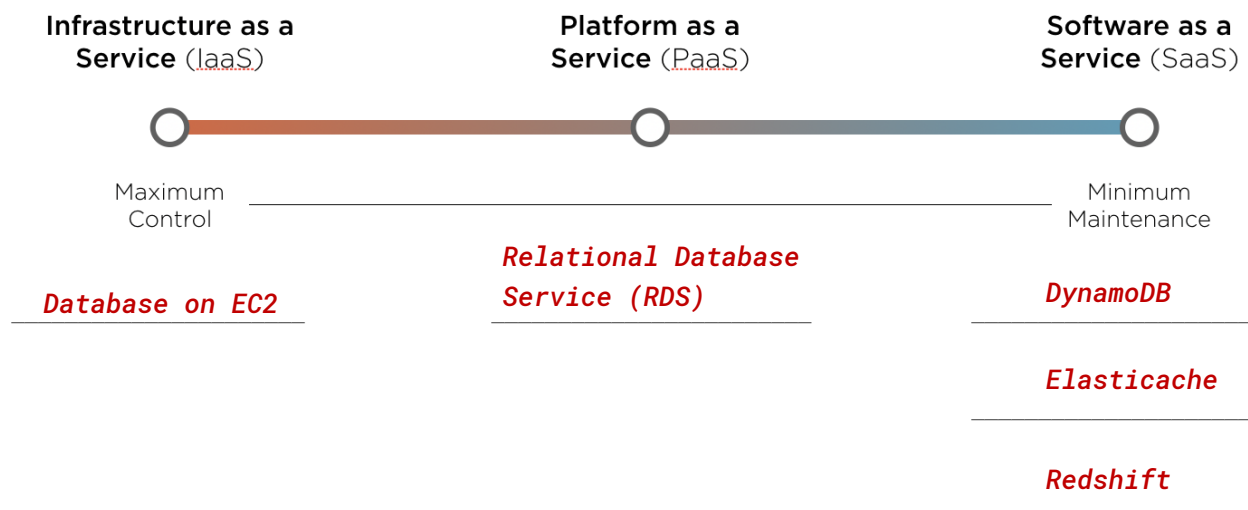 Infrastructure as a
Service (IaaS)
Platform as a
Service (PaaS)
Software as a
Service (SaaS)
Maximum
Control
Minimum
Maintenance
Database on EC2
Relational Database
Service (RDS)
DynamoDB
Elasticache
Redshift